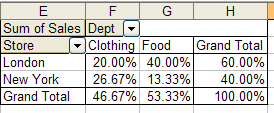 E F G H
Sum of Sales Dept
Store Clothing Food Grand Total
London 20.00% 40.00% 60.00%
New York 26.67% 13.33% 40.00%
Grand Total 46.67% 53.33% 100.00%